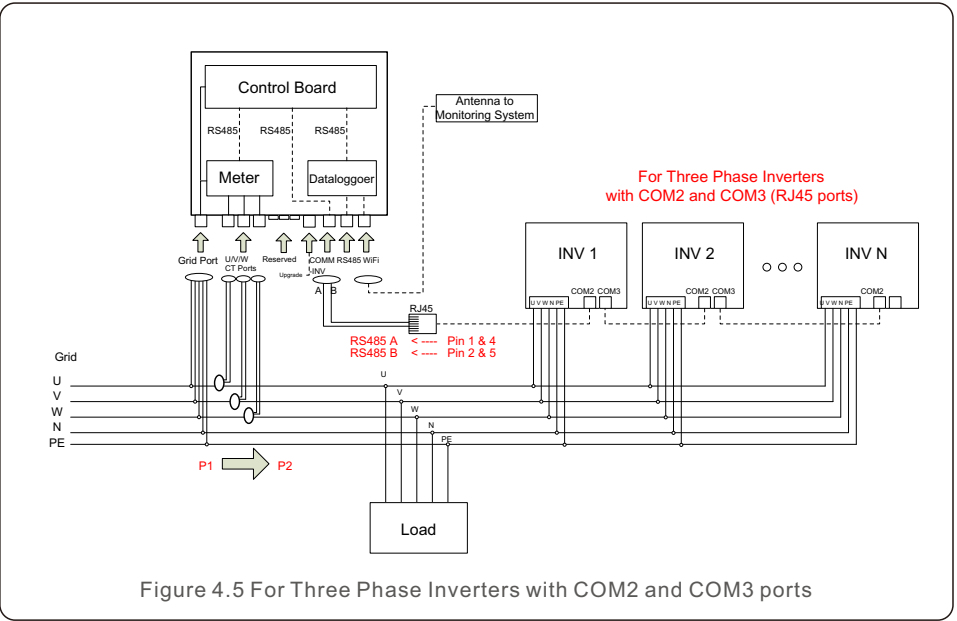 Control Board
RS485 RS485 RS485
Meter
Dataloggoer
Antenna to
Monitoring System
Grid Port
U/V/W
CT Ports
Reserved
Upgrade
COMM
-INV
RS485 WiFi
A B
RJ45
RS485 A < ---- Pin 1 & 4
RS485 B < ---- Pin 2 & 5
For Three Phase Inverters
with COM2 and COM3 (RJ45 ports)
INV 1
COM2 COM3
U V W N PE
INV 2
COM2 COM3
U V W N PE
INV N
COM2
U V W N PE
Grid
U
V
W
N
PE
U
V
W
N
PE
P1 P2
Load
Figure 4.5 For Three Phase Inverters with COM2 and COM3 ports